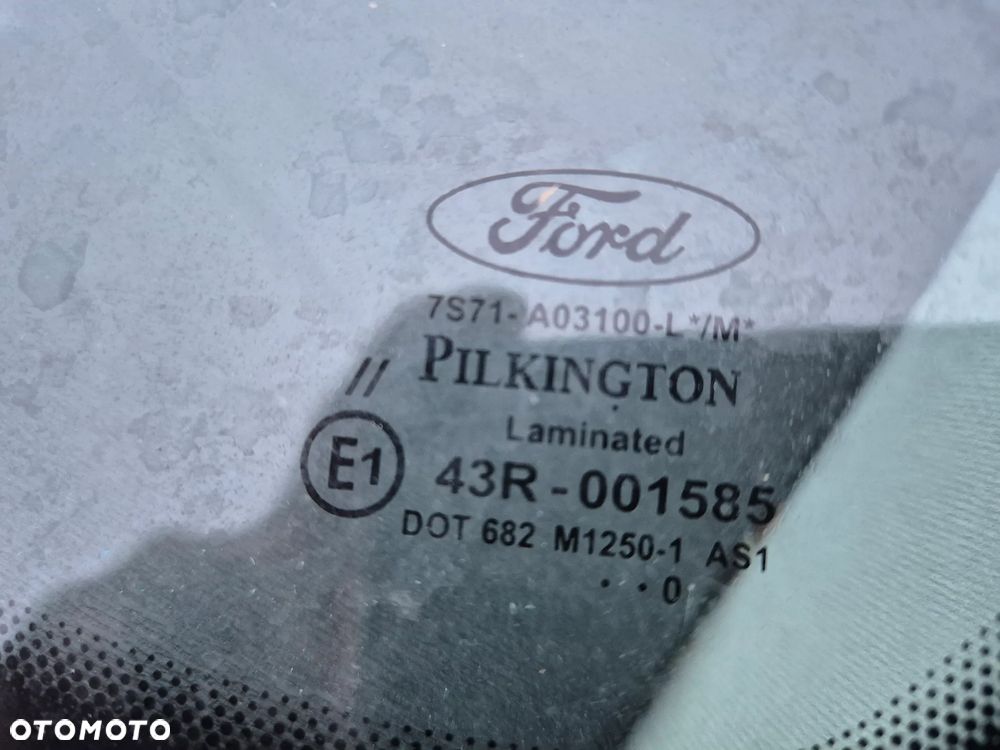 Ford
7S71-A03100-L*/M*
//
PILKINGTON
Laminated
E1
43R-001585
DOT 682 M1250-1 AS1
. ..0
OTOMOTO